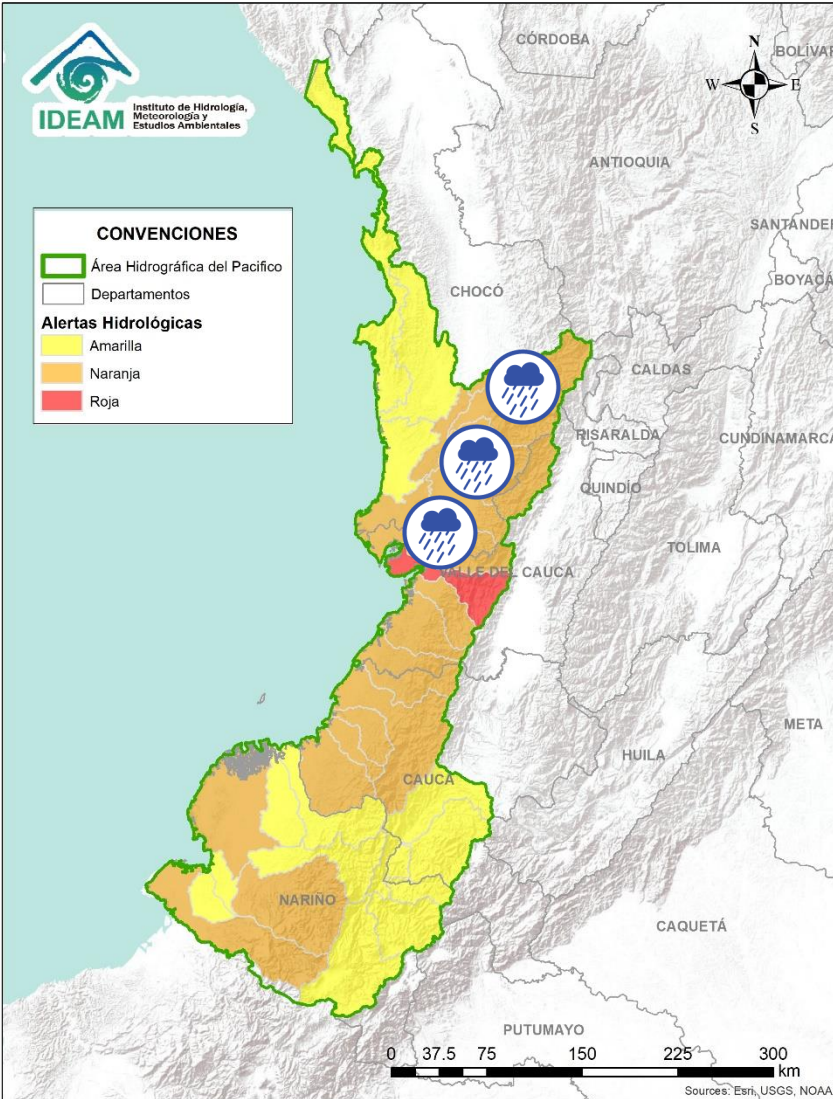 IDEAM
Instituto de Hidrología,
Meteorología y
Estudios Ambientales
CÓRDOBA
BOLÍVAR
N
W
E
S
ANTIOQUIA
SANTANDER
BOYACÁ
CONVENCIONES
Área Hidrográfica del Pacifico
Departamentos
Alertas Hidrológicas
Amarilla
Naranja
Roja
CHOCÓ
CALDAS
RISARALDA
CUNDINAMARCA
QUINDÍO
TOLIMA
VALLE DEL CAUCA
META
HUILA
CAUCA
NARIÑO
CAQUETÁ
PUTUMAYO
0 37.5 75 150 225 300
km
Sources: Esri, USGS, NOAA